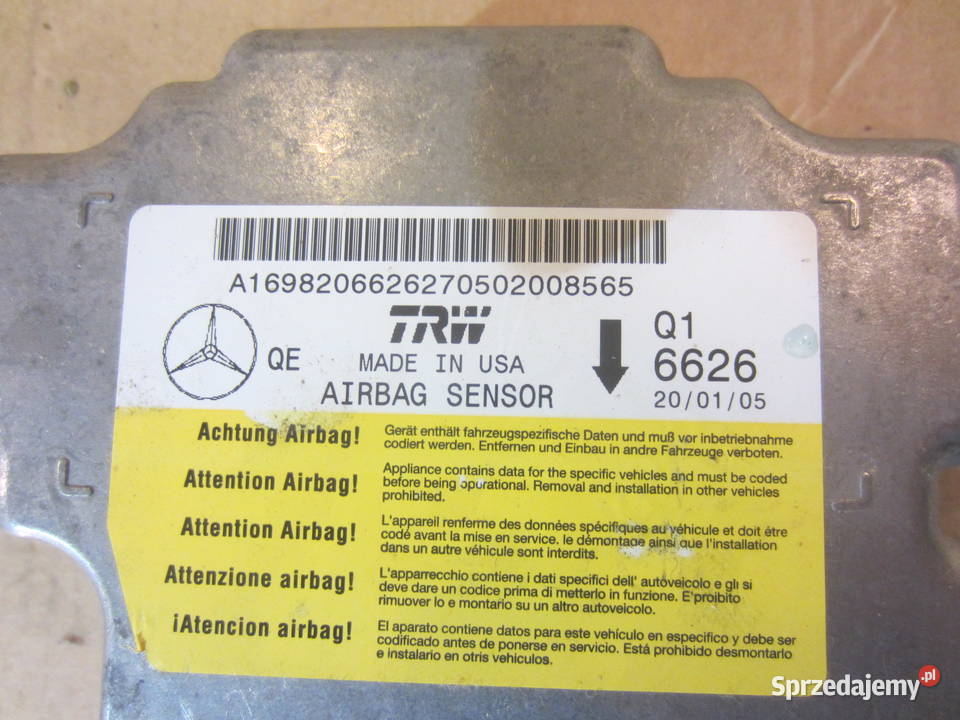 A1698206626270502008565
TRW
QE
MADE IN USA
AIRBAG SENSOR
Q1
6626
20/01/05
Achtung Airbag!
Gerät enthält fahrzeugspezifische Daten und muß vor inbetriebnahme
codiert werden. Entfernen und Einbau in andre Fahrzeuge verboten.
Attention Airbag!
Appliance contains data for the specific vehicles and must be coded
before being operational. Removal and installation in other vehicles
prohibited.
Attention Airbag!
L'appareil renferme des données spécifiques au véhicule et doit étre
codé avant la mise en service. le démontage ainsi que l'installation
dans un autre véhicule sont interdits.
Attenzione airbag!
L'apparrecchio contiene i dati specifici dell' autoveicolo e gli si
deve dare un codice prima di metterlo in funzione. E'proibito
rimuover lo e montario su un altro autoveicolo.
¡Atencion airbag!
El aparato contiene datos para este vehículo en especifico y debe ser
codificado antes de ponerse en servicio. Está prohibido desmontarlo
e instalario en otris vehículos.
Sprzedajemy.pl